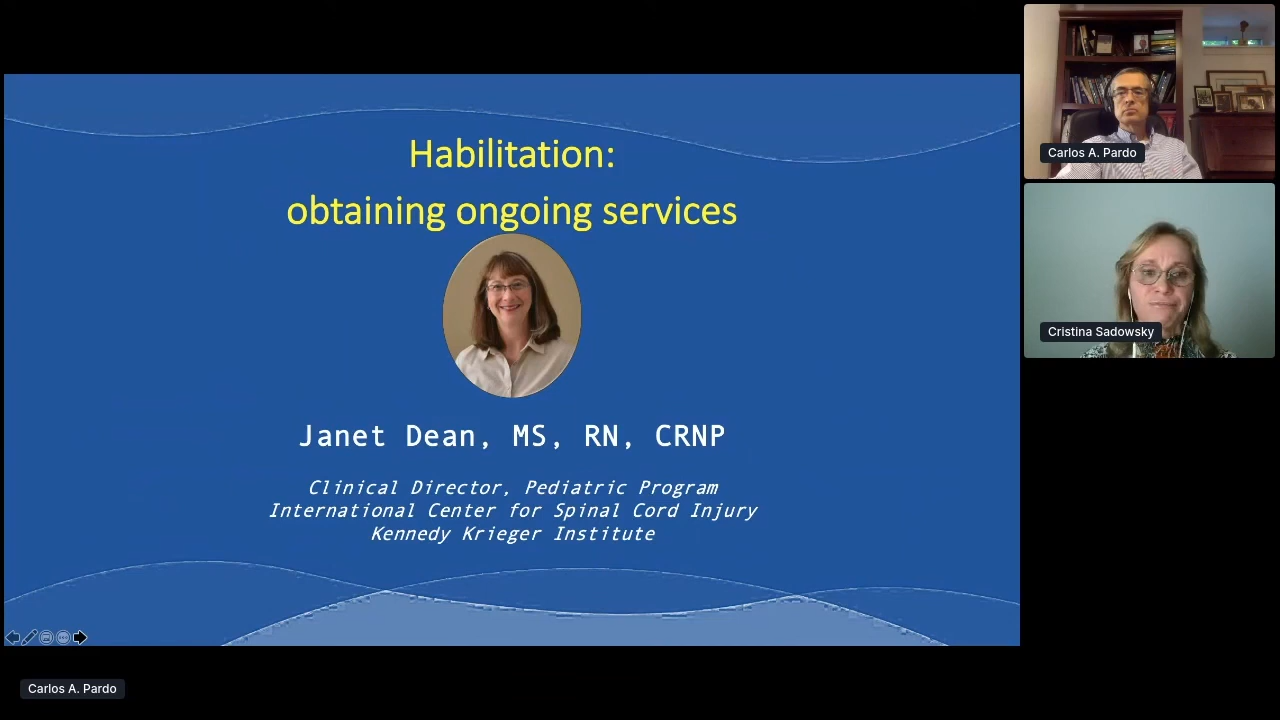 Habilitation:
obtaining ongoing services
Janet Dean, MS, RN, CRNP
Clinical Director, Pediatric Program
International Center for Spinal Cord Injury
Kennedy Krieger Institute
Carlos A. Pardo
Cristina Sadowsky
Carlos A. Pardo